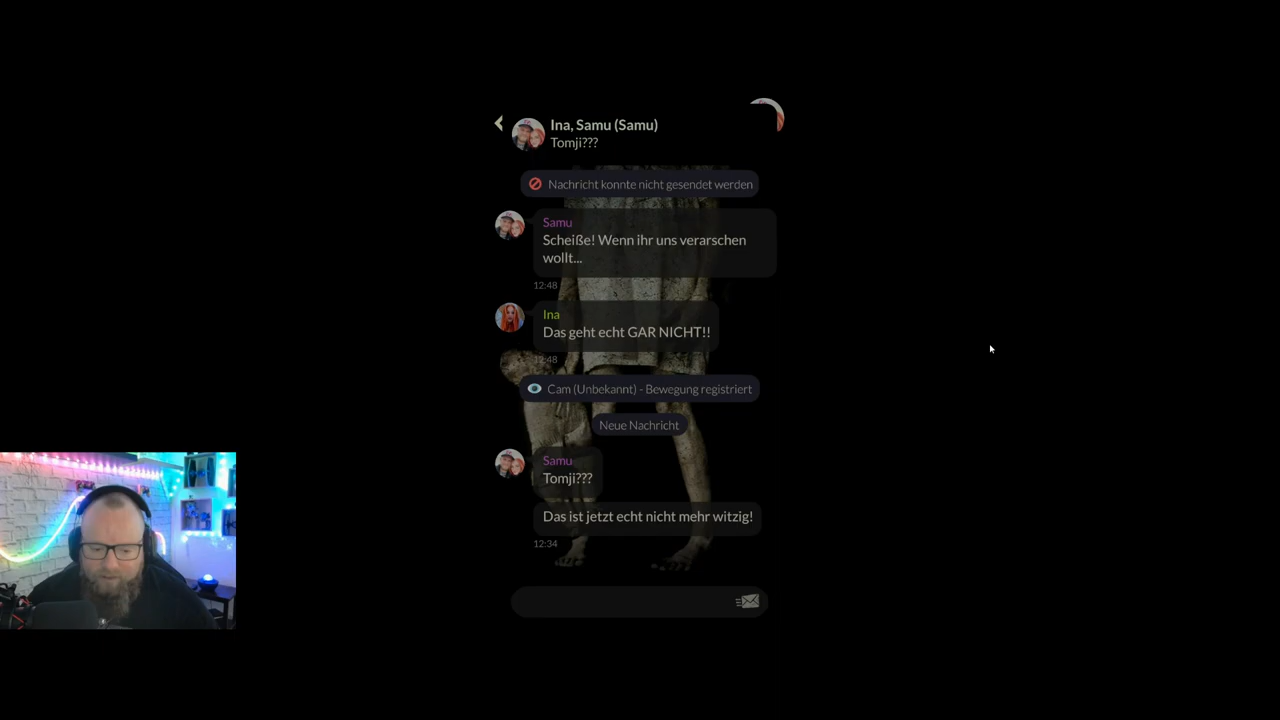 Ina, Samu (Samu)
Tomji???
Nachricht konnte nicht gesendet werden
Samu
Scheiße! Wenn ihr uns verarschen
wollt...
12:48
Ina
Das geht echt GAR NICHT!!
12:48
Cam (Unbekannt) - Bewegung registriert
Neue Nachricht
Samu
Tomji???
Das ist jetzt echt nicht mehr witzig!
12:34